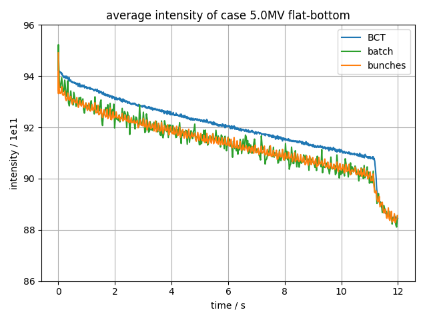 average intensity of case 5.0MV flat-bottom
96
94
92
90
88
86
intensity / 1e11
BCT
batch
bunches
0 2 4 6 8 10 12
time / s